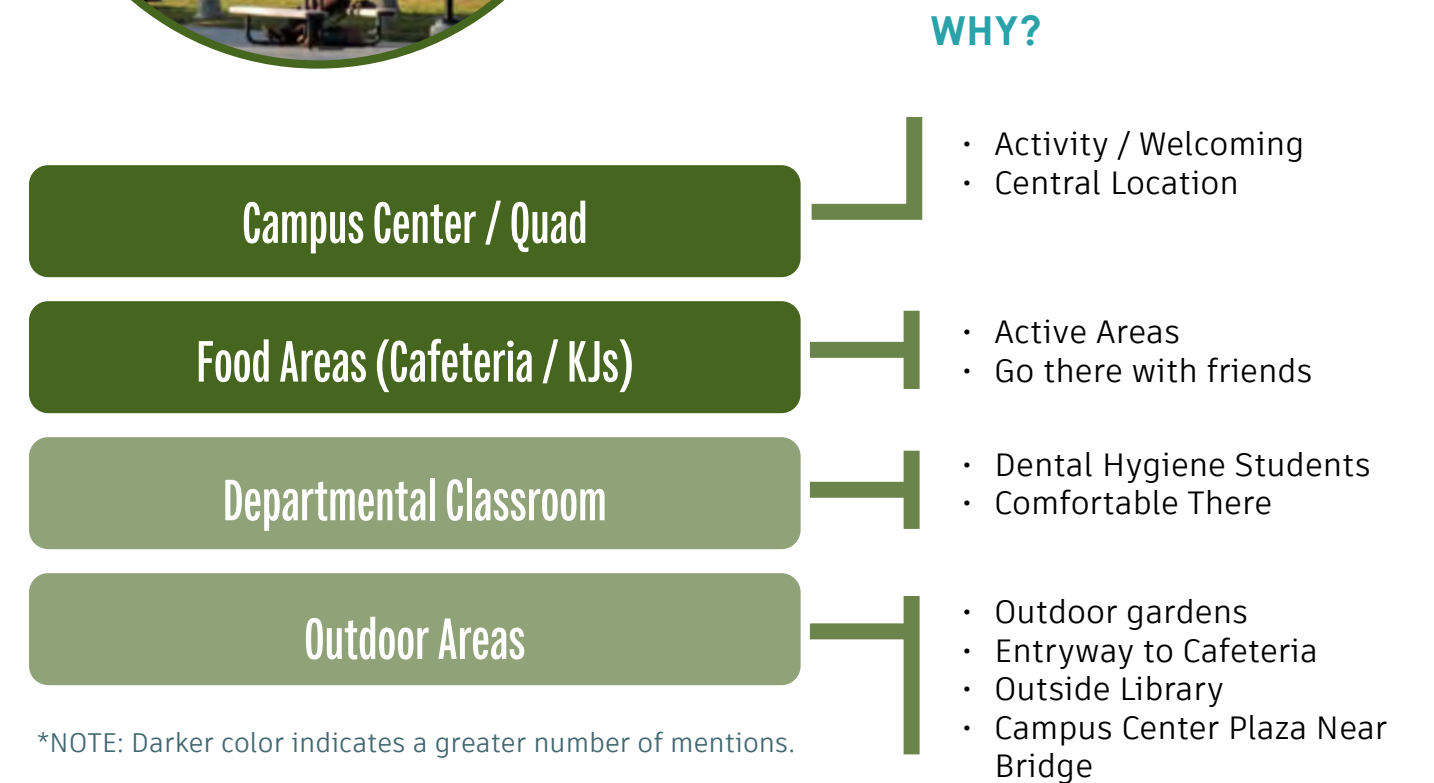 WHY?
Campus Center / Quad
· Activity / Welcoming
· Central Location
Food Areas (Cafeteria / KJs)
· Active Areas
· Go there with friends
Departmental Classroom
· Dental Hygiene Students
· Comfortable There
Outdoor Areas
· Outdoor gardens
· Entryway to Cafeteria
· Outside Library
· Campus Center Plaza Near
Bridge
*NOTE: Darker color indicates a greater number of mentions.